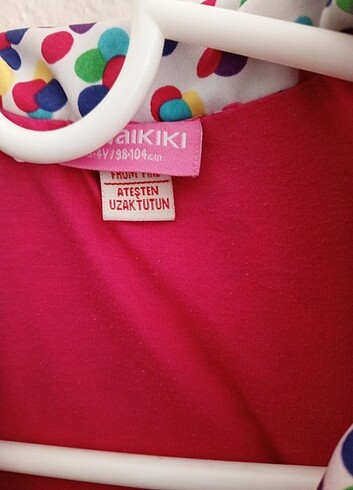 aiKiKi
3-4Y/98-104cm
FROM FIRE
ATEŞTEN
UZAK TUTUN